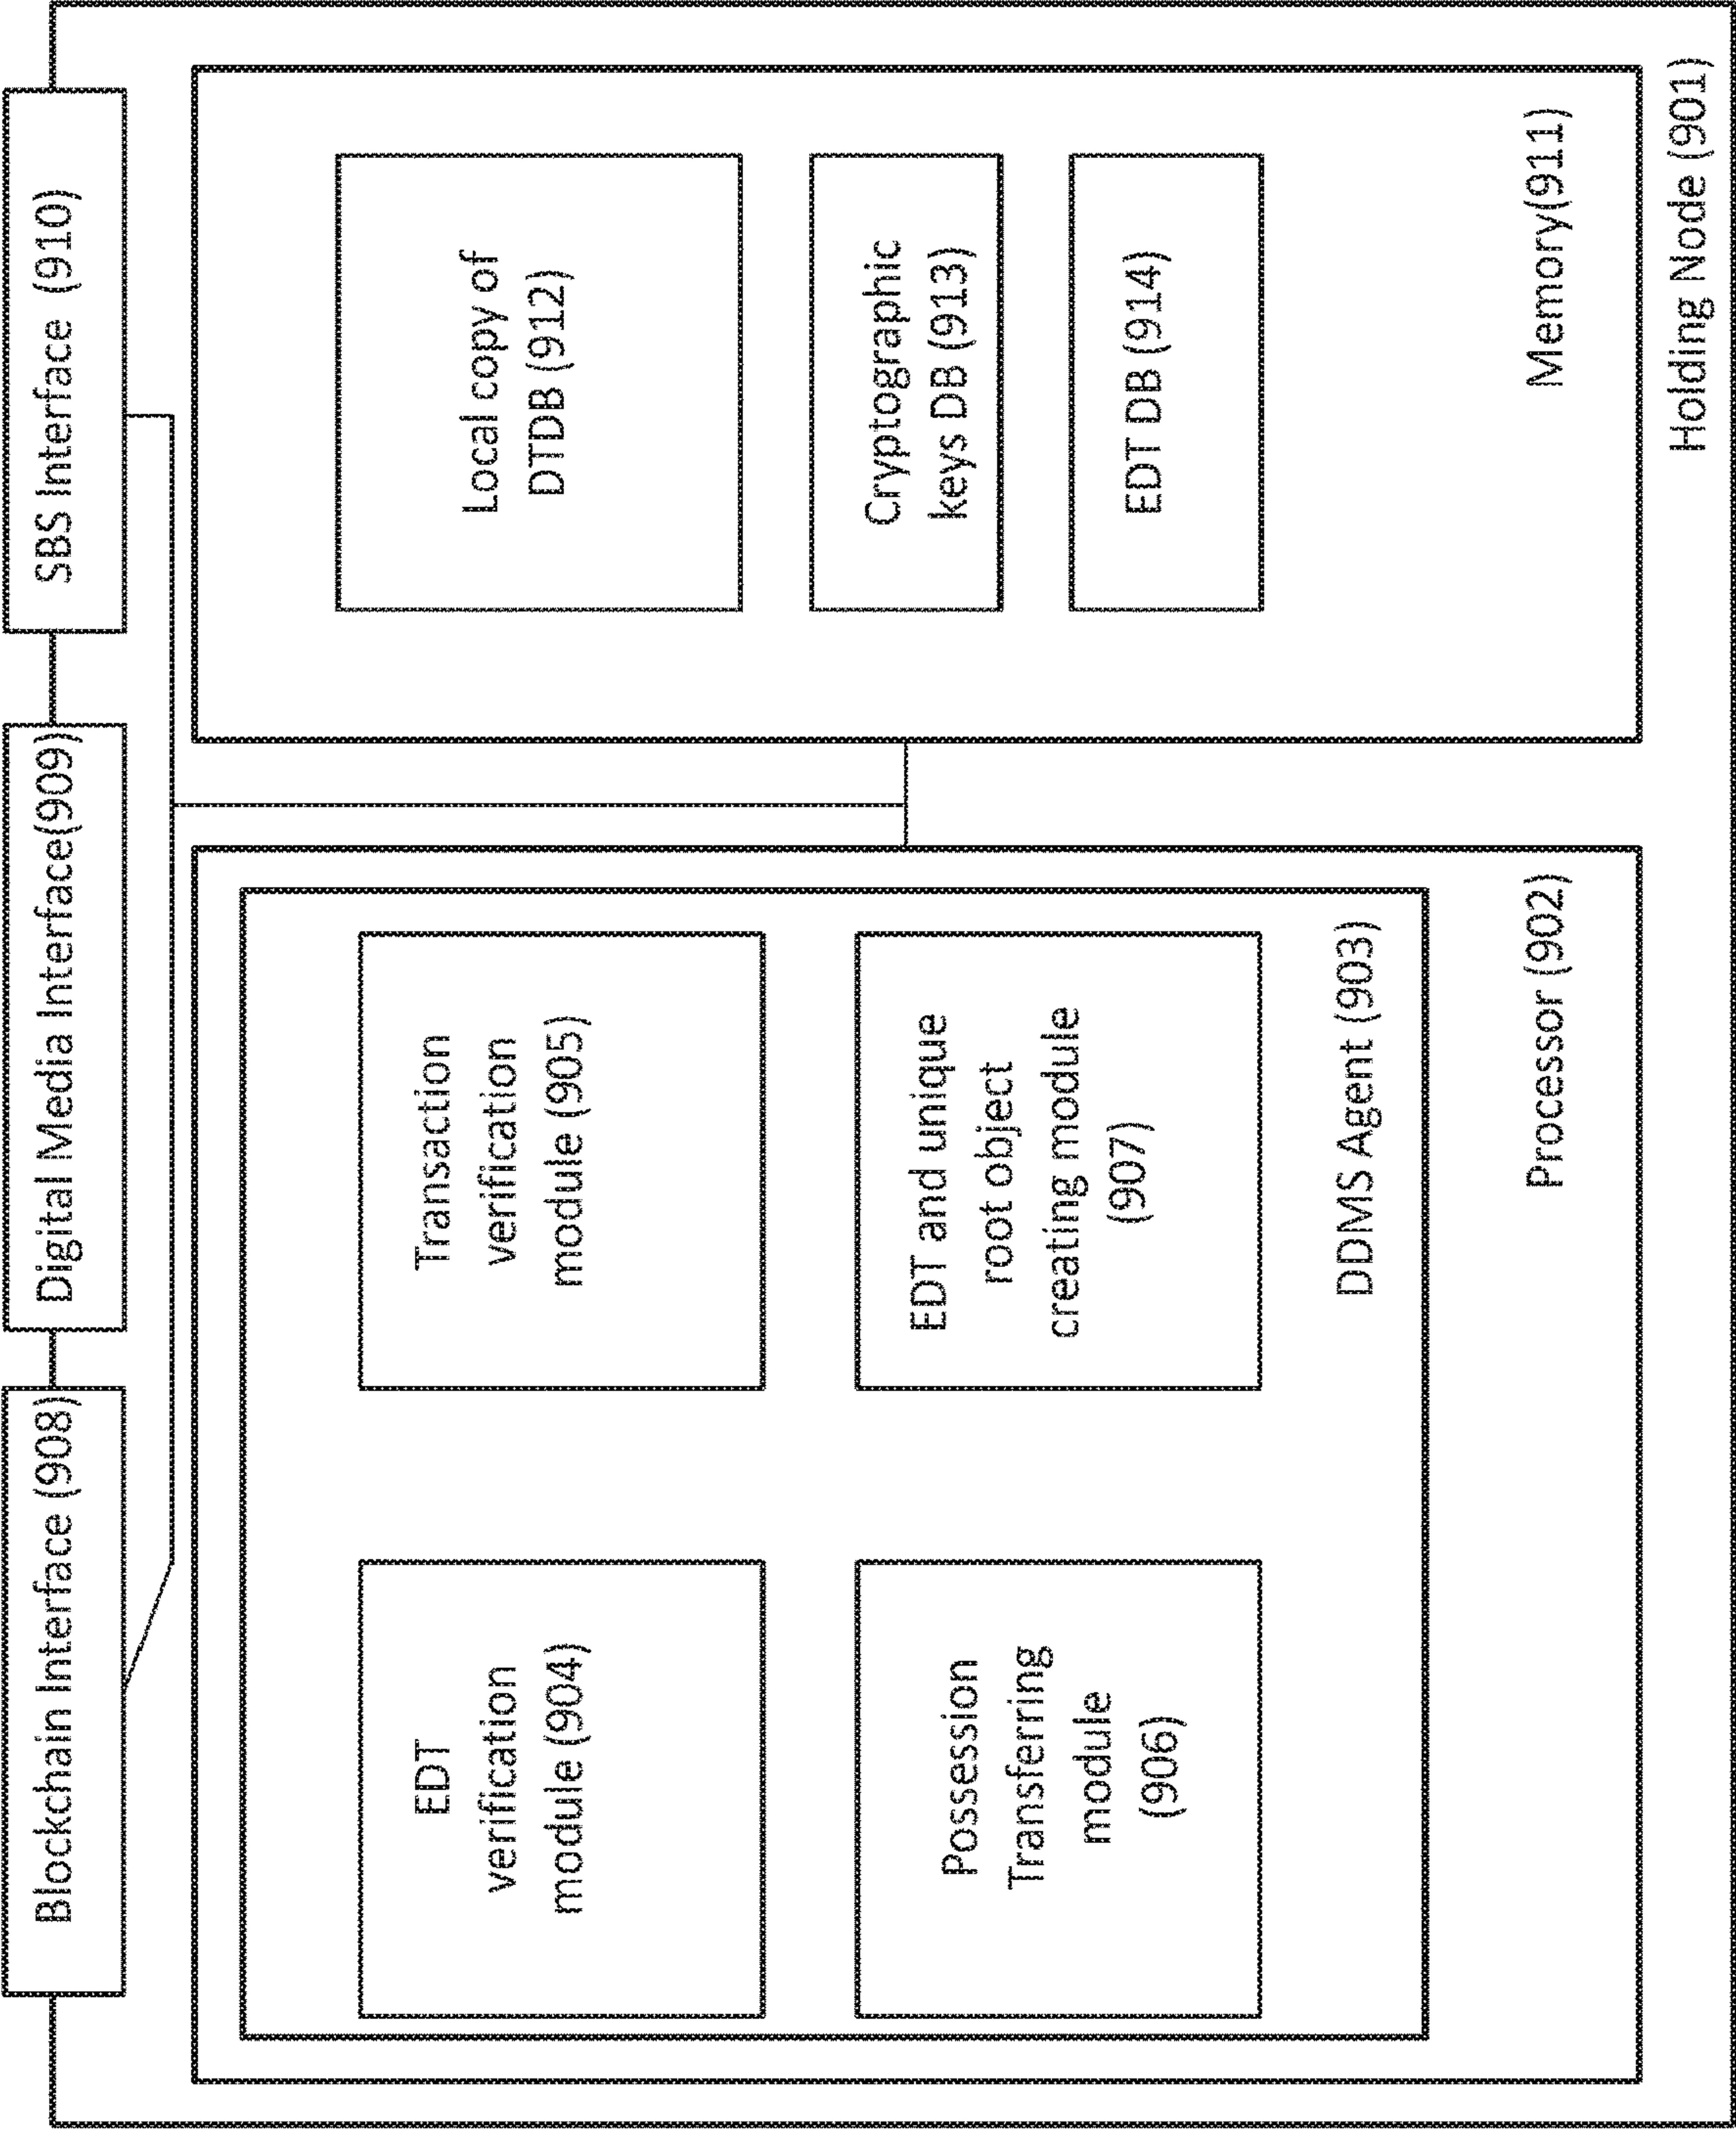 Blockchain Interface (908)
Digital Media Interface(909)
SBS Interface (910)
EDT
verification
module (904)
Transaction
verification
module (905)
Possession
Transferring
module
(906)
EDT and unique
root object
creating module
(907)
DDMS Agent (903)
Processor (902)
Local copy of
DTDB (912)
Cryptographic
keys DB (913)
EDT DB (914)
Memory(911)
Holding Node (901)